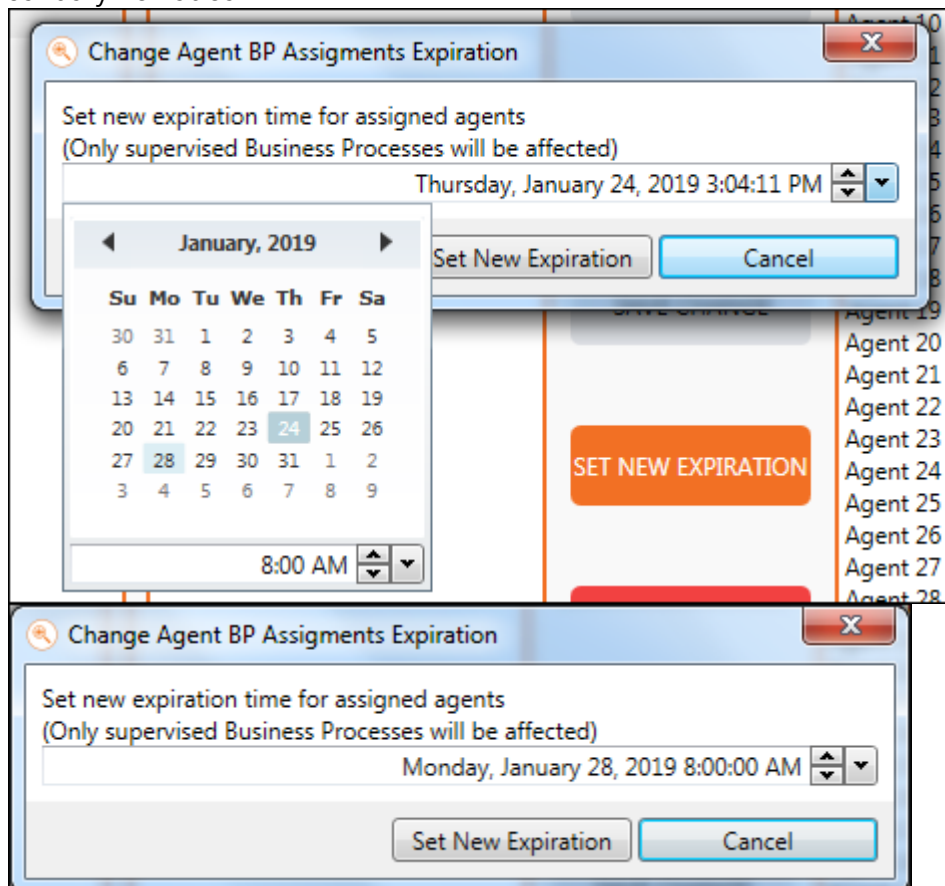 Agent 10
Change Agent BP Assigments Expiration
x
Set new expiration time for assigned agents
(Only supervised Business Processes will be affected)
Thursday, January 24, 2019 3:04:11 PM
January, 2019
Set New Expiration Cancel
Su Mo Tu We Th Fr Sa
30 31 1 2 3 4 5
6 7 8 9 10 11 12
13 14 15 16 17 18 19
20 21 22 23 24 25 26
27 28 29 30 31 1 2
3 4 5 6 7 8 9
8:00 AM
SAVE CHANGE
SET NEW EXPIRATION
Agent 19
Agent 20
Agent 21
Agent 22
Agent 23
Agent 24
Agent 25
Agent 26
Agent 27
Agent 28
Change Agent BP Assigments Expiration
x
Set new expiration time for assigned agents
(Only supervised Business Processes will be affected)
Monday, January 28, 2019 8:00:00 AM
Set New Expiration Cancel